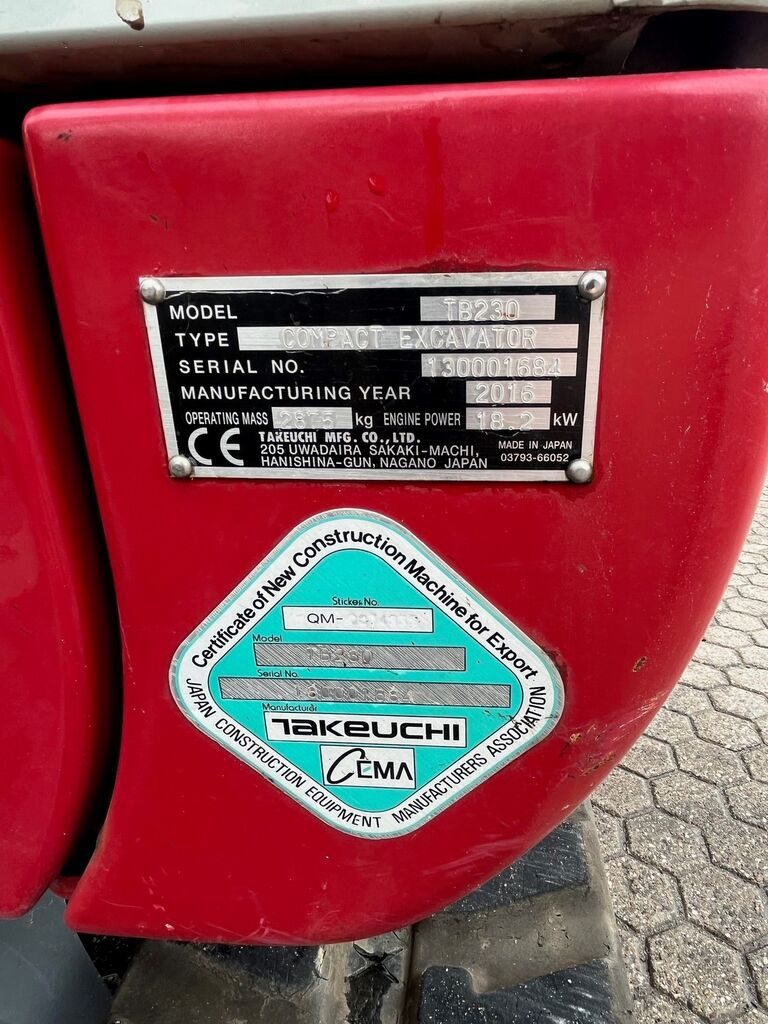 MODEL TB230
TYPE COMPACT EXCAVATOR
SERIAL NO. 130001684
MANUFACTURING YEAR 2016
OPERATING MASS 2875 kg ENGINE POWER 18.2 kW
CE TAKEUCHI MFG. CO., LTD.
205 UWADAIRA SAKAKI-MACHI,
HANISHINA-GUN, NAGANO JAPAN
MADE IN JAPAN
03793-66052
Certificate of New Construction Machine for Export
Sticker No.
QM-
Model
TB230
Serial No.
Manufacturar
TAKEUCHI
CEMA
JAPAN CONSTRUCTION EQUIPMENT MANUFACTURERS ASSOCIATION